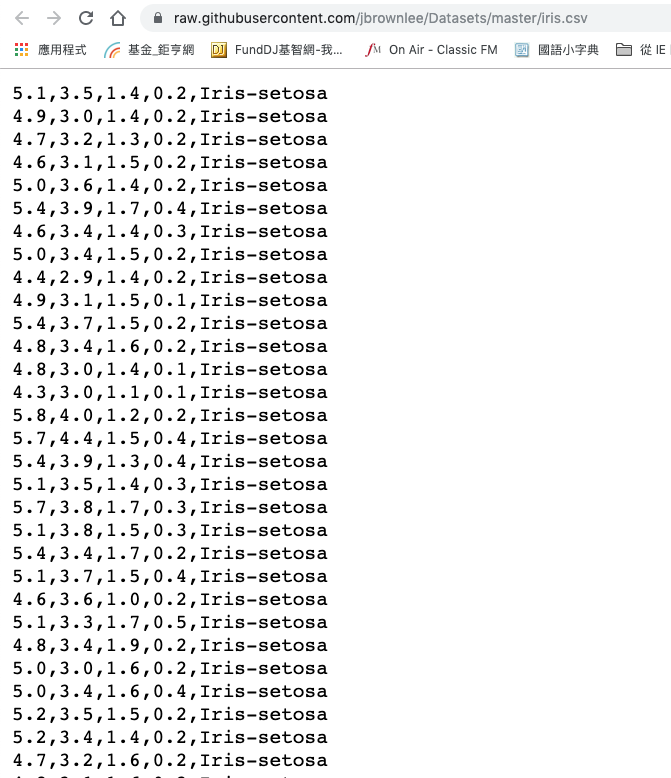 raw.githubusercontent.com/jbrownlee/Datasets/master/iris.csv
應用程式 基金_鉅亨網 DJ FundDJ基智網-我... fM On Air - Classic FM 國語小字典 從 IE
5.1,3.5,1.4,0.2,Iris-setosa
4.9,3.0,1.4,0.2,Iris-setosa
4.7,3.2,1.3,0.2,Iris-setosa
4.6,3.1,1.5,0.2,Iris-setosa
5.0,3.6,1.4,0.2,Iris-setosa
5.4,3.9,1.7,0.4,Iris-setosa
4.6,3.4,1.4,0.3,Iris-setosa
5.0,3.4,1.5,0.2,Iris-setosa
4.4,2.9,1.4,0.2,Iris-setosa
4.9,3.1,1.5,0.1,Iris-setosa
5.4,3.7,1.5,0.2,Iris-setosa
4.8,3.4,1.6,0.2,Iris-setosa
4.8,3.0,1.4,0.1,Iris-setosa
4.3,3.0,1.1,0.1,Iris-setosa
5.8,4.0,1.2,0.2,Iris-setosa
5.7,4.4,1.5,0.4,Iris-setosa
5.4,3.9,1.3,0.4,Iris-setosa
5.1,3.5,1.4,0.3,Iris-setosa
5.7,3.8,1.7,0.3,Iris-setosa
5.1,3.8,1.5,0.3,Iris-setosa
5.4,3.4,1.7,0.2,Iris-setosa
5.1,3.7,1.5,0.4,Iris-setosa
4.6,3.6,1.0,0.2,Iris-setosa
5.1,3.3,1.7,0.5,Iris-setosa
4.8,3.4,1.9,0.2,Iris-setosa
5.0,3.0,1.6,0.2,Iris-setosa
5.0,3.4,1.6,0.4,Iris-setosa
5.2,3.5,1.5,0.2,Iris-setosa
5.2,3.4,1.4,0.2,Iris-setosa
4.7,3.2,1.6,0.2,Iris-setosa